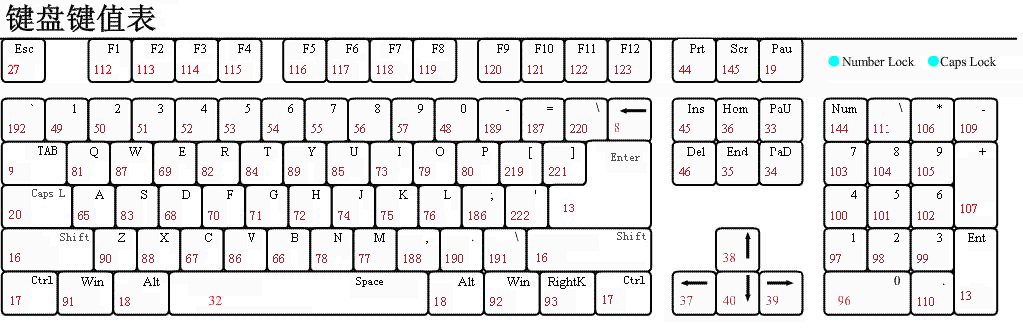 键盘键值表
Esc F1 F2 F3 F4 F5 F6 F7 F8 F9 F10 F11 F12 Prt Scr Pau
27 112 113 114 115 116 117 118 119 120 121 122 123 44 145 19
Number Lock Caps Lock
` 1 2 3 4 5 6 7 8 9 0 - = \ Ins Hom PaU Num \ * -
192 49 50 51 52 53 54 55 56 57 48 189 187 220 8 45 36 33 144 111 106 109
TAB Q W E R T Y U I O P [ ] Enter Del End PaD 7 8 9 +
9 81 87 69 82 84 89 85 73 79 80 219 221 46 35 34 103 104 105
Caps L A S D F G H J K L ; ' 4 5 6
20 65 83 68 70 71 72 74 75 76 186 222 13 100 101 102 107
Shift Z X C V B N M , . \ Shift 1 2 3 Ent
16 90 88 67 86 66 78 77 188 190 191 16 38 97 98 99
Ctrl Win Alt Space Alt Win RightK Ctrl 0 .
17 91 18 32 18 92 93 17 37 40 39 96 110 13